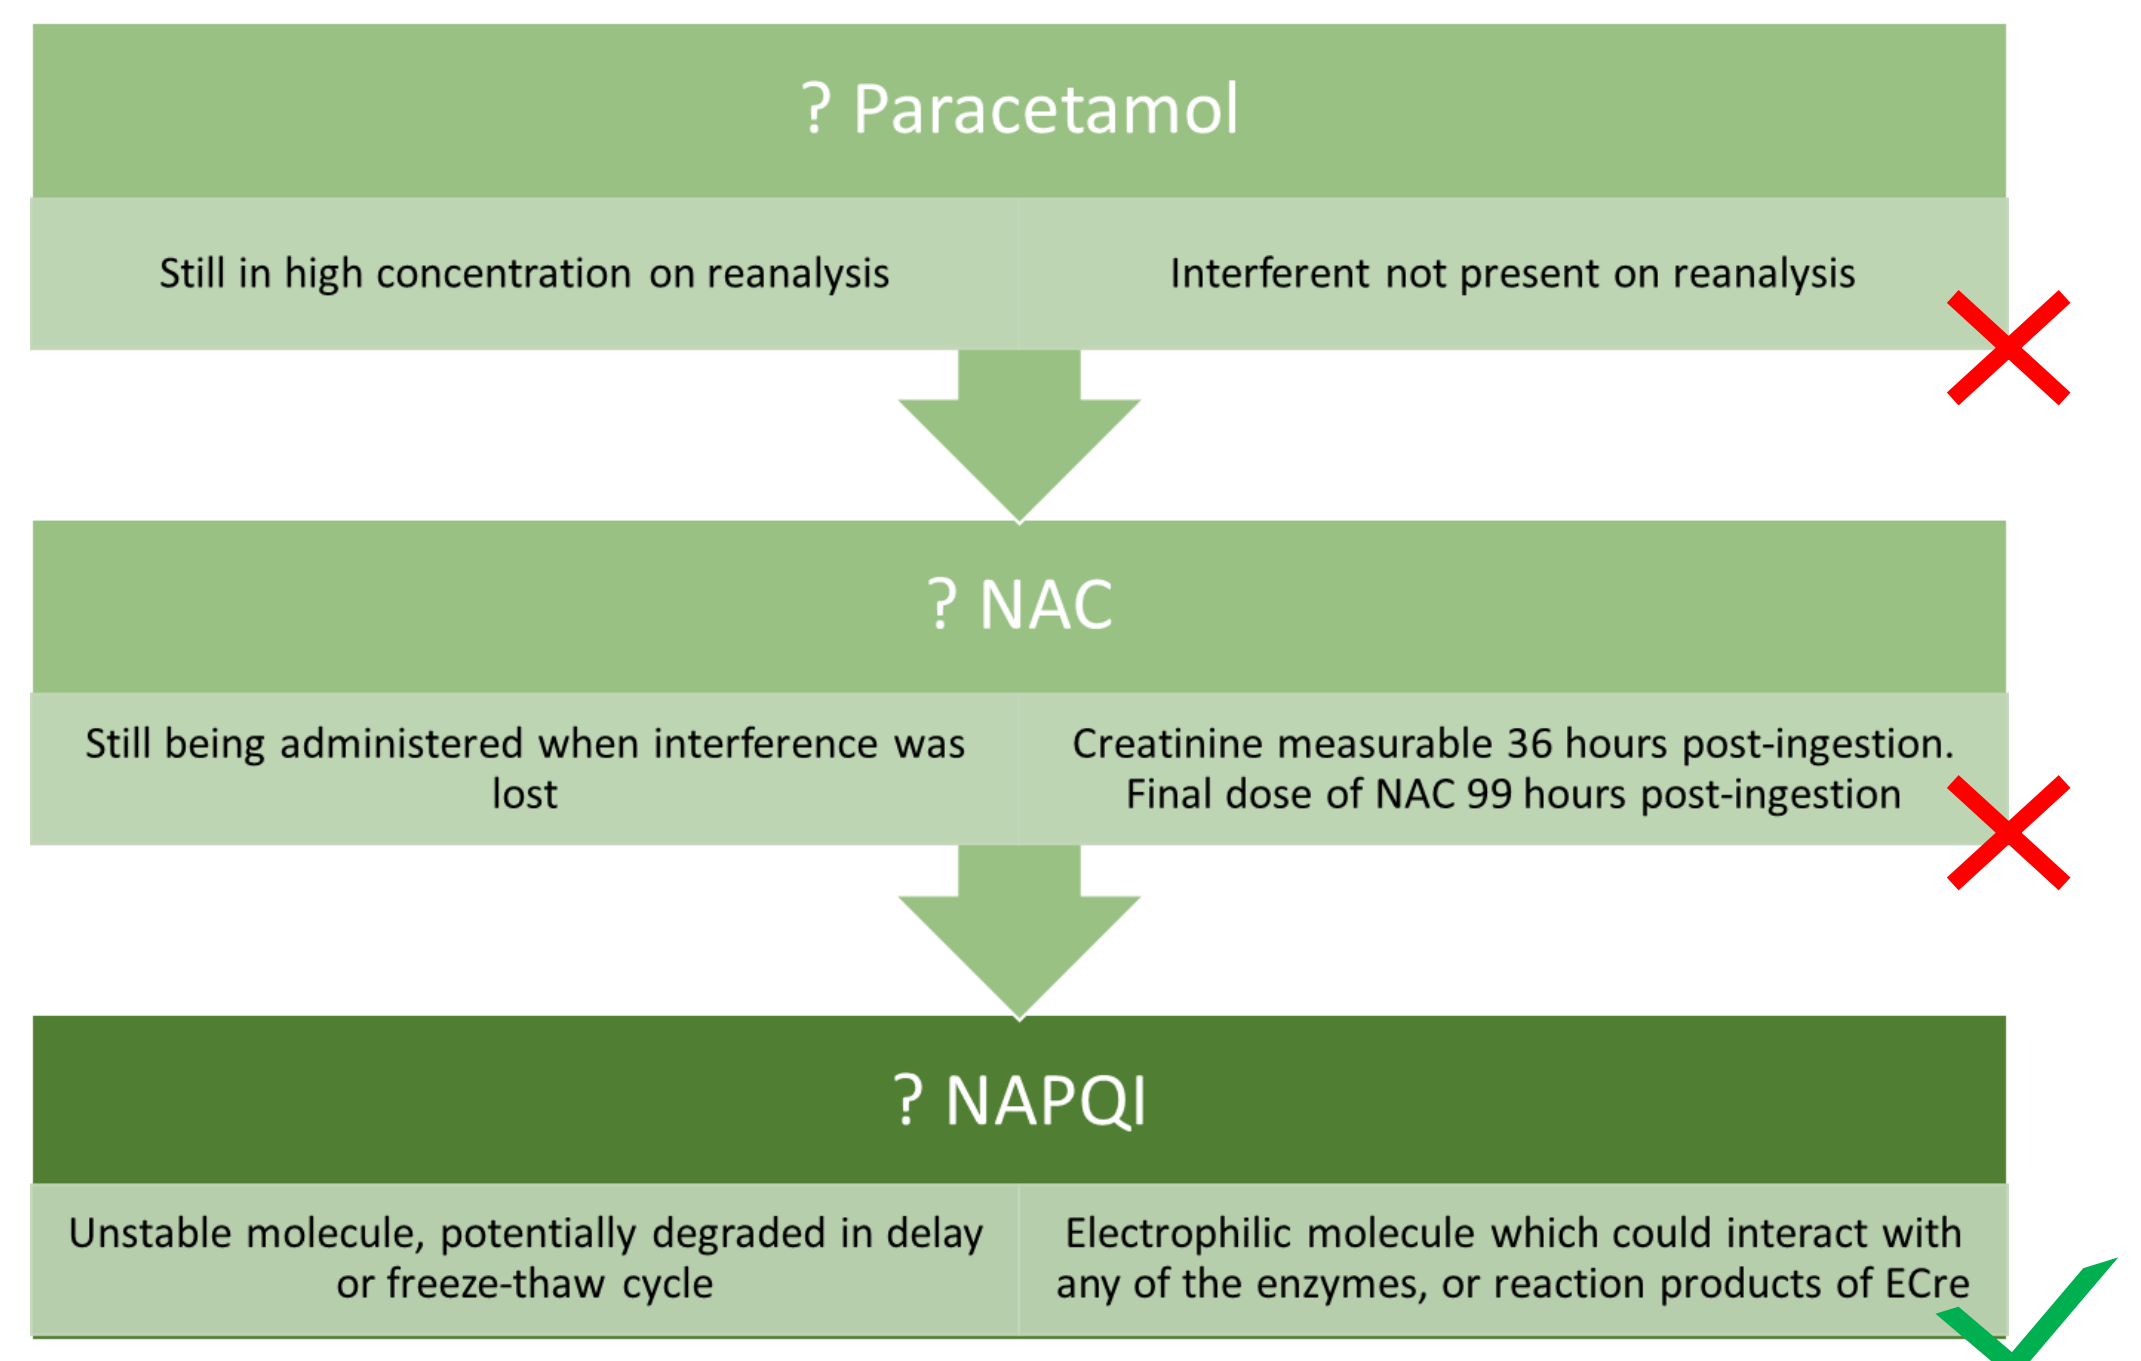 ? Paracetamol
Still in high concentration on reanalysis
Interferent not present on reanalysis
? NAC
Still being administered when interference was
lost
Creatinine measurable 36 hours post-ingestion.
Final dose of NAC 99 hours post-ingestion
? NAPQI
Unstable molecule, potentially degraded in delay
or freeze-thaw cycle
Electrophilic molecule which could interact with
any of the enzymes, or reaction products of ECre